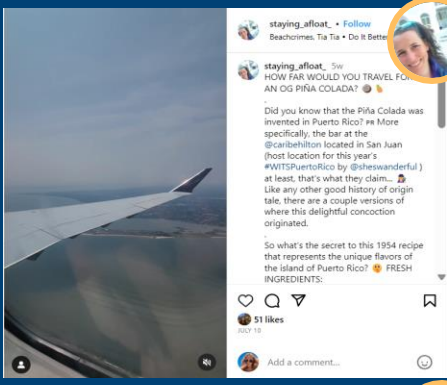 staying_afloat_ • Follow
Beachcrimes, Tia Tia • Do It Better
staying_afloat_ 5w
HOW FAR WOULD YOU TRAVEL FOR
AN OG PIÑA COLADA?
.
Did you know that the Piña Colada was
invented in Puerto Rico? PR More
specifically, the bar at the
@caribehilton located in San Juan
(host location for this year's
#WITSPuertoRico by @sheswanderful )
at least, that's what they claim...
Like any other good history of origin
tale, there are a couple versions of
where this delightful concoction
originated.
.
So what's the secret to this 1954 recipe
that represents the unique flavors of
the island of Puerto Rico? FRESH
INGREDIENTS:
51 likes
JULY 10
Add a comment...